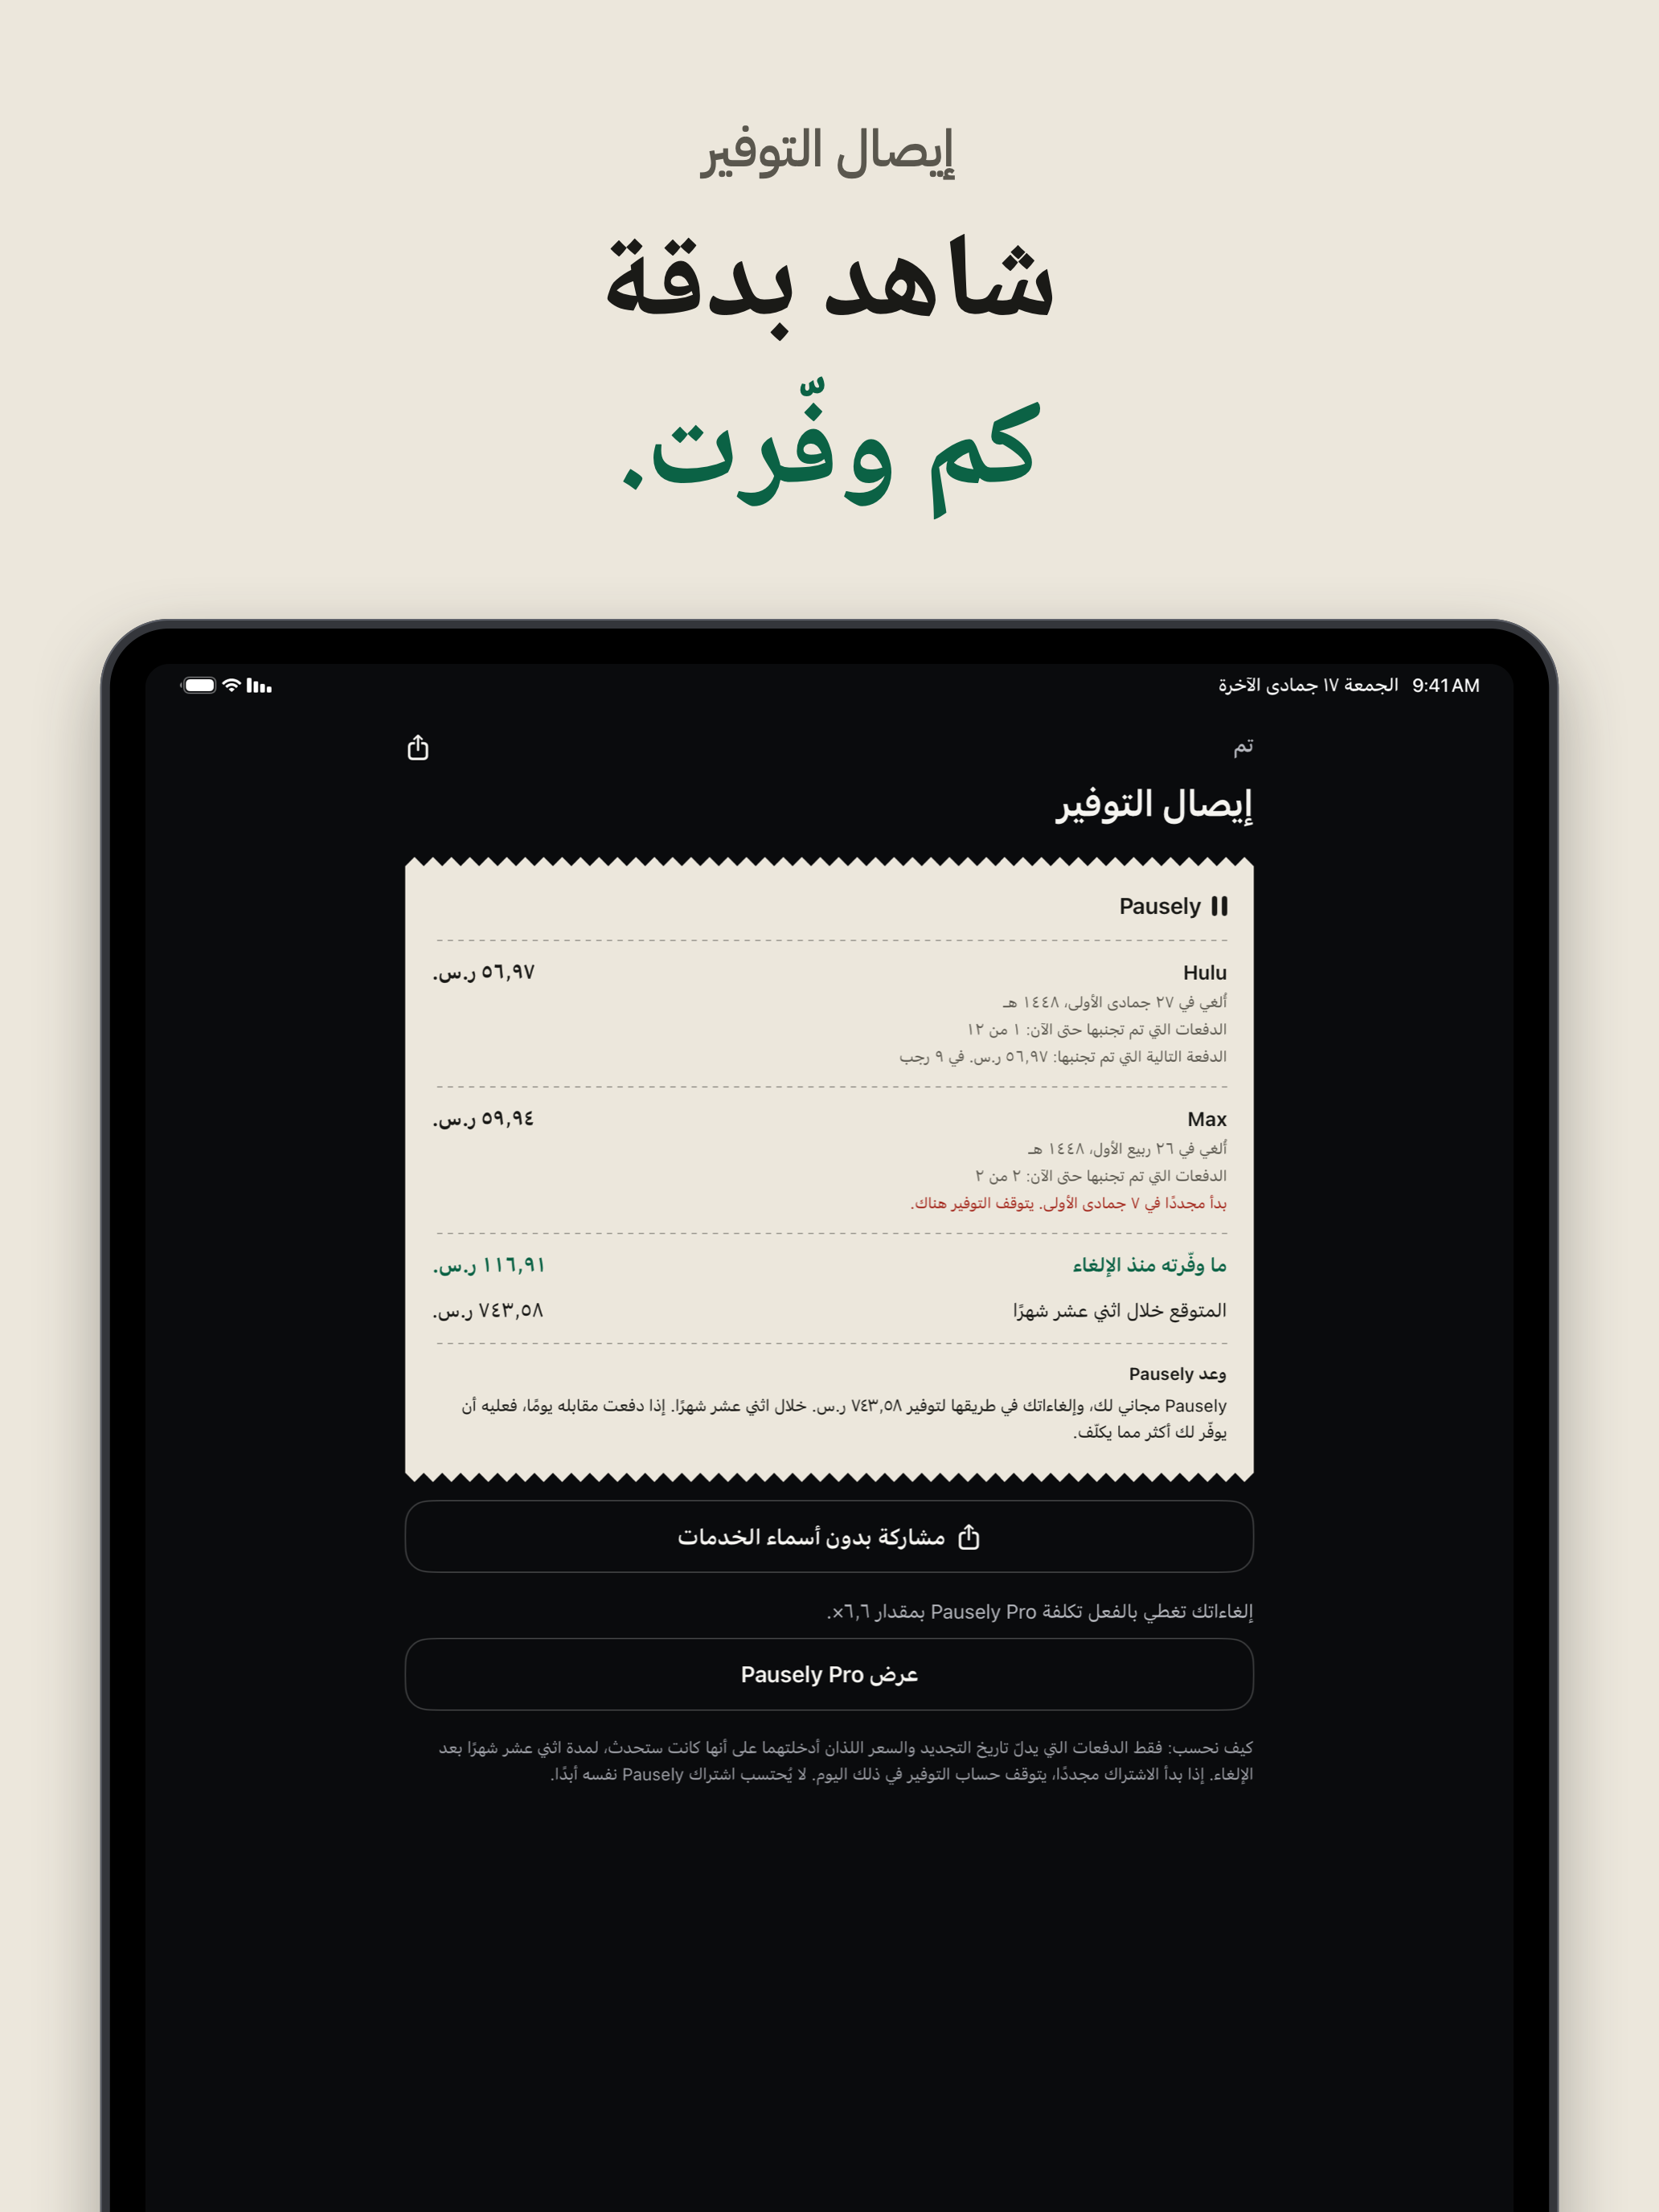 إيصال التوفير
شاهد بدقة
كم وفّرت.
9:41 AM الجمعة ١٧ جمادى الآخرة
تم
إيصال التوفير
Pausely
Hulu ٥٦,٩٧ ر.س.
أُلغي في ٢٧ جمادى الأولى، ١٤٤٨ هـ
الدفعات التي تم تجنبها حتى الآن: ١ من ١٢
الدفعة التالية التي تم تجنبها: ٥٦,٩٧ ر.س. في ٩ رجب
Max ٥٩,٩٤ ر.س.
أُلغي في ٢٦ ربيع الأول، ١٤٤٨ هـ
الدفعات التي تم تجنبها حتى الآن: ٢ من ٢
بدأ مجددًا في ٧ جمادى الأولى. يتوقف التوفير هناك.
ما وفّرته منذ الإلغاء ١١٦,٩١ ر.س.
المتوقع خلال اثني عشر شهرًا ٧٤٣,٥٨ ر.س.
وعد Pausely
Pausely مجاني لك، وإلغاءاتك في طريقها لتوفير ٧٤٣,٥٨ ر.س. خلال اثني عشر شهرًا. إذا دفعت مقابله يومًا، فعليه أن
يوفّر لك أكثر مما يكلّف.
مشاركة بدون أسماء الخدمات
إلغاءاتك تغطي بالفعل تكلفة Pausely Pro بمقدار ٦,٦×.
عرض Pausely Pro
كيف نحسب: فقط الدفعات التي يدلّ تاريخ التجديد والسعر اللذان أدخلتهما على أنها كانت ستحدث، لمدة اثني عشر شهرًا بعد
الإلغاء. إذا بدأ الاشتراك مجددًا، يتوقف حساب التوفير في ذلك اليوم. لا يُحتسب اشتراك Pausely نفسه أبدًا.